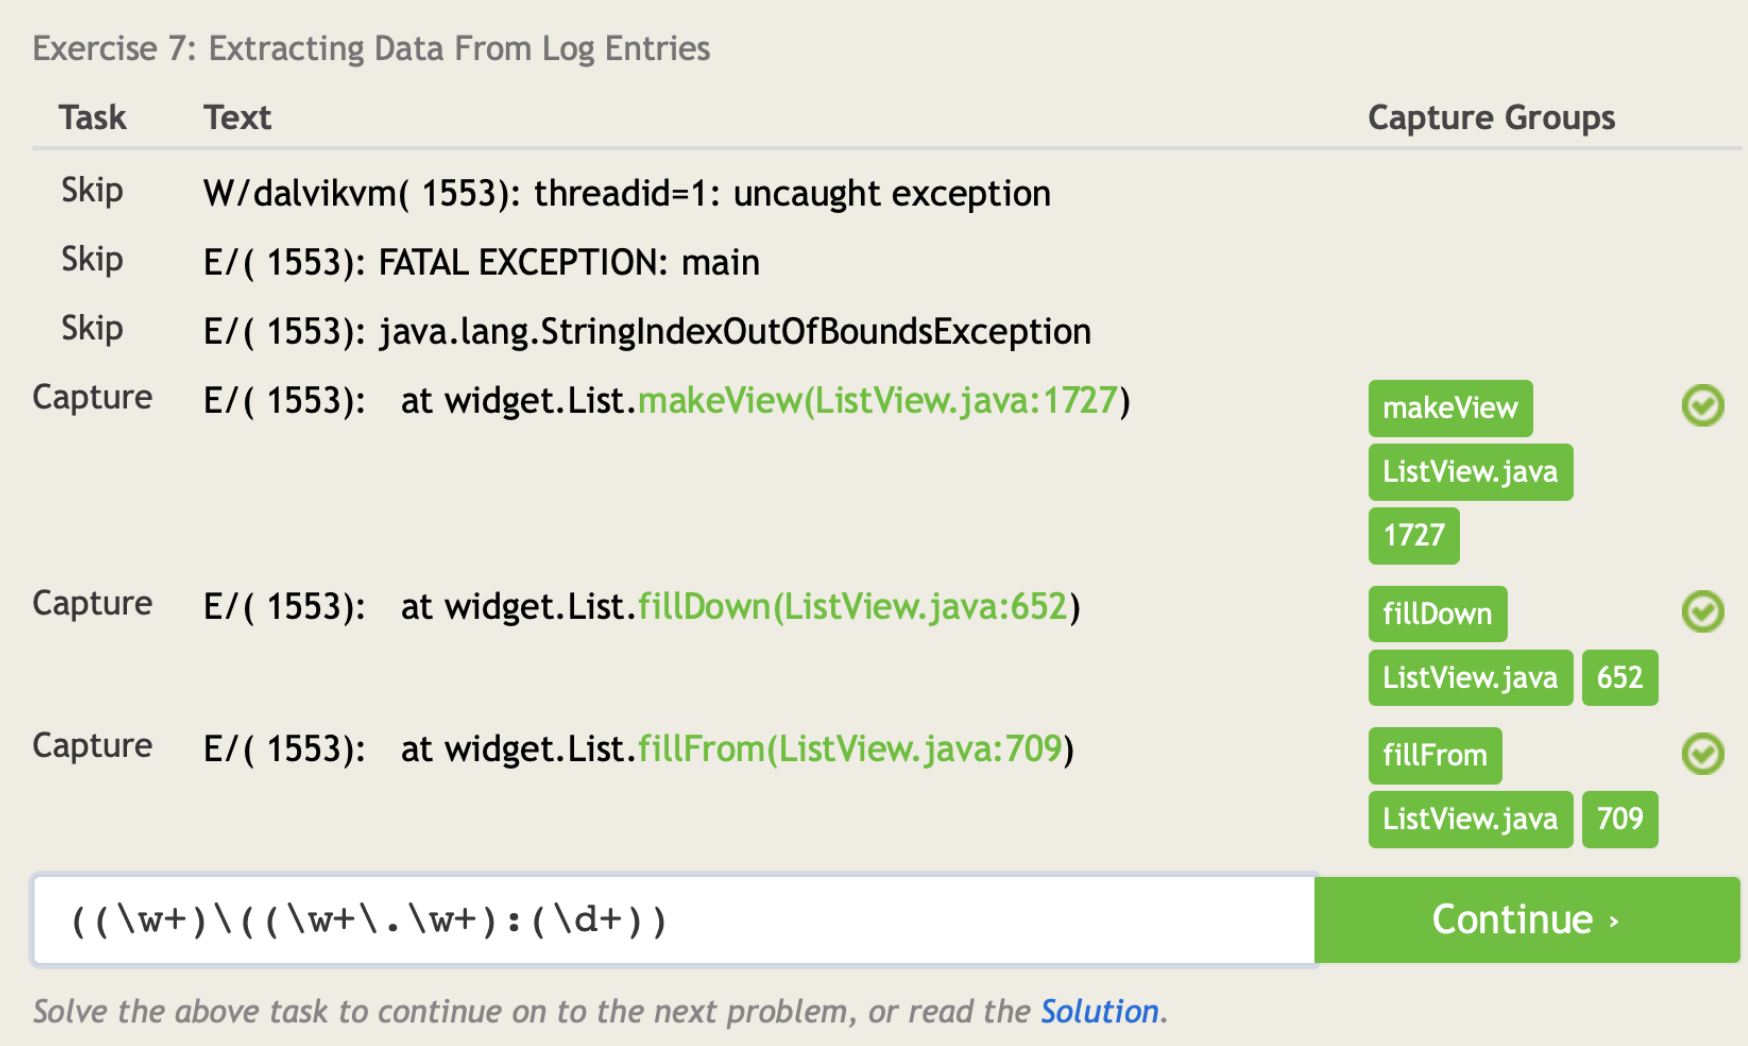 Exercise 7: Extracting Data From Log Entries
Task Text Capture Groups
Skip W/dalvikvm( 1553): threadid=1: uncaught exception
Skip E/( 1553): FATAL EXCEPTION: main
Skip E/( 1553): java.lang.StringIndexOutOfBoundsException
Capture E/( 1553):   at widget.List.makeView(ListView.java:1727) makeView
ListView.java
1727
Capture E/( 1553):   at widget.List.fillDown(ListView.java:652) fillDown
ListView.java 652
Capture E/( 1553):   at widget.List.fillFrom(ListView.java:709) fillFrom
ListView.java 709
((\w+)\((\w+\.\w+):(\d+)) Continue ›
Solve the above task to continue on to the next problem, or read the Solution.